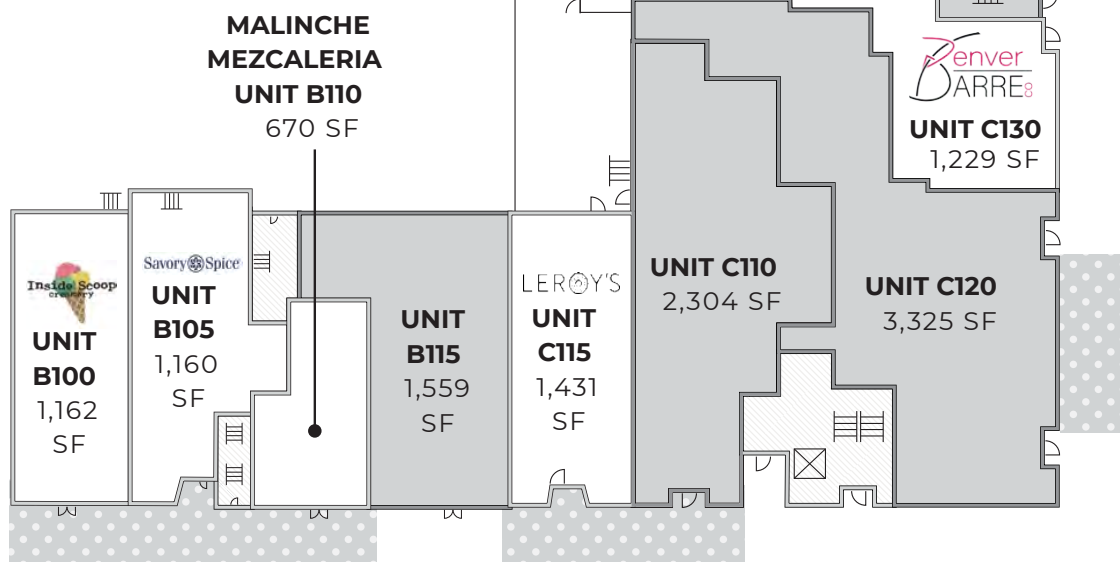 MALINCHE
MEZCALERIA
UNIT B110
670 SF
Denver
BARRE CO
UNIT C130
1,229 SF
Inside Scoop
creamery
UNIT
B100
1,162
SF
Savory Spice
UNIT
B105
1,160
SF
UNIT
B115
1,559
SF
LEROY'S
UNIT
C115
1,431
SF
UNIT C110
2,304 SF
UNIT C120
3,325 SF